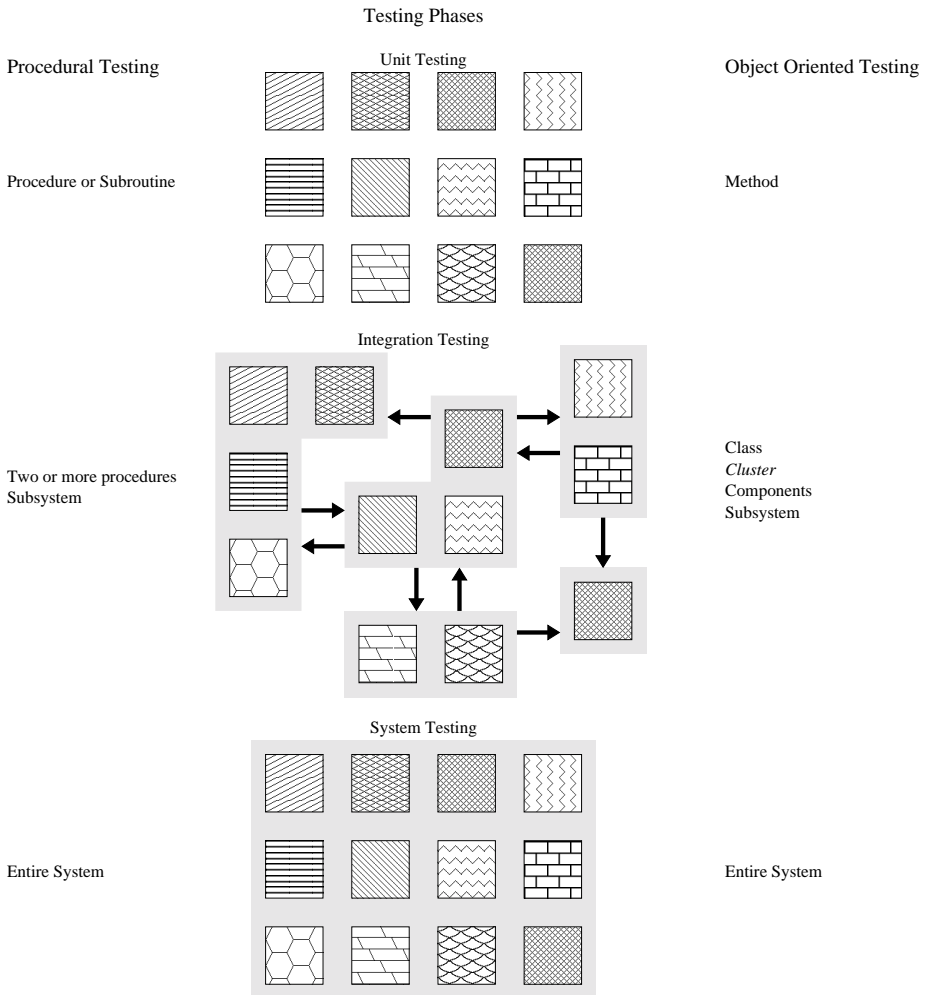 Testing Phases
Procedural Testing
Unit Testing
Object Oriented Testing
Procedure or Subroutine
Method
Integration Testing
Two or more procedures
Subsystem
Class
Cluster
Components
Subsystem
System Testing
Entire System
Entire System